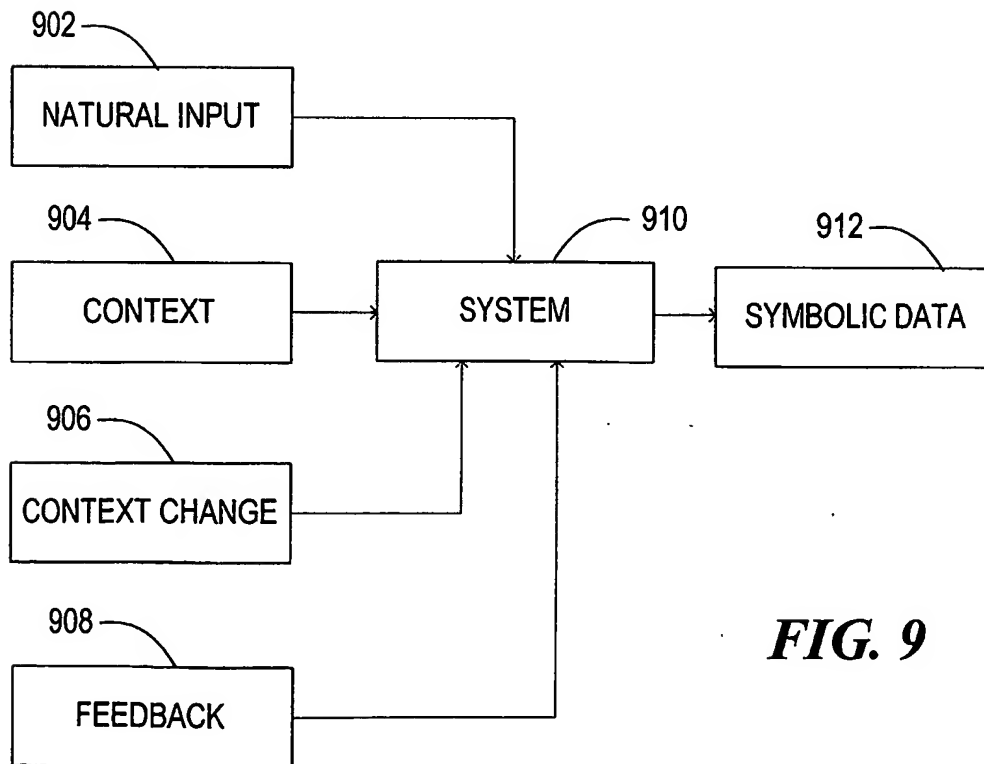 902
NATURAL INPUT
904
CONTEXT
910
SYSTEM
912
SYMBOLIC DATA
906
CONTEXT CHANGE
908
FEEDBACK
FIG. 9